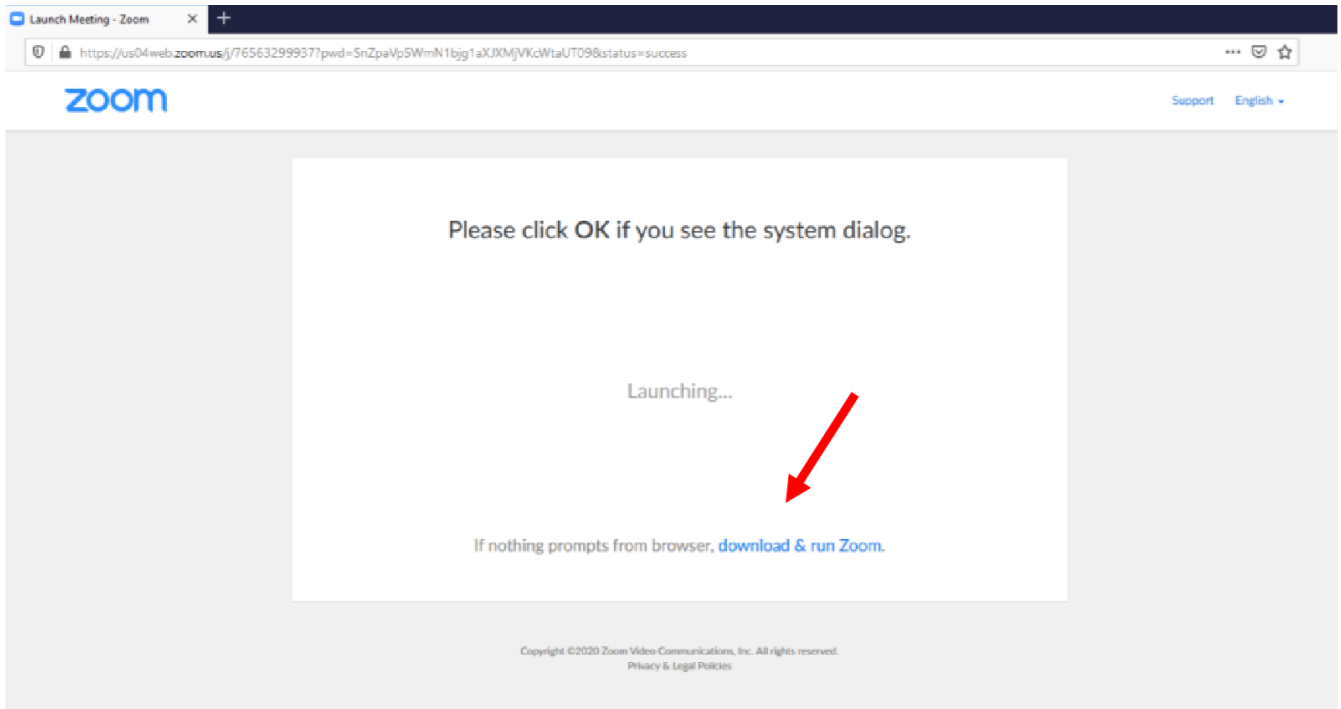 Launch Meeting - Zoom
https://us04web.zoom.us/j/76563299937?pwd=SnZpaVp5WmN1bjg1aXJXMjVKcWtaUT09&status=success
zoom
Support English
Please click OK if you see the system dialog.
Launching...
If nothing prompts from browser, download & run Zoom.
Copyright ©2020 Zoom Video Communications, Inc. All rights reserved.
Privacy & Legal Policies